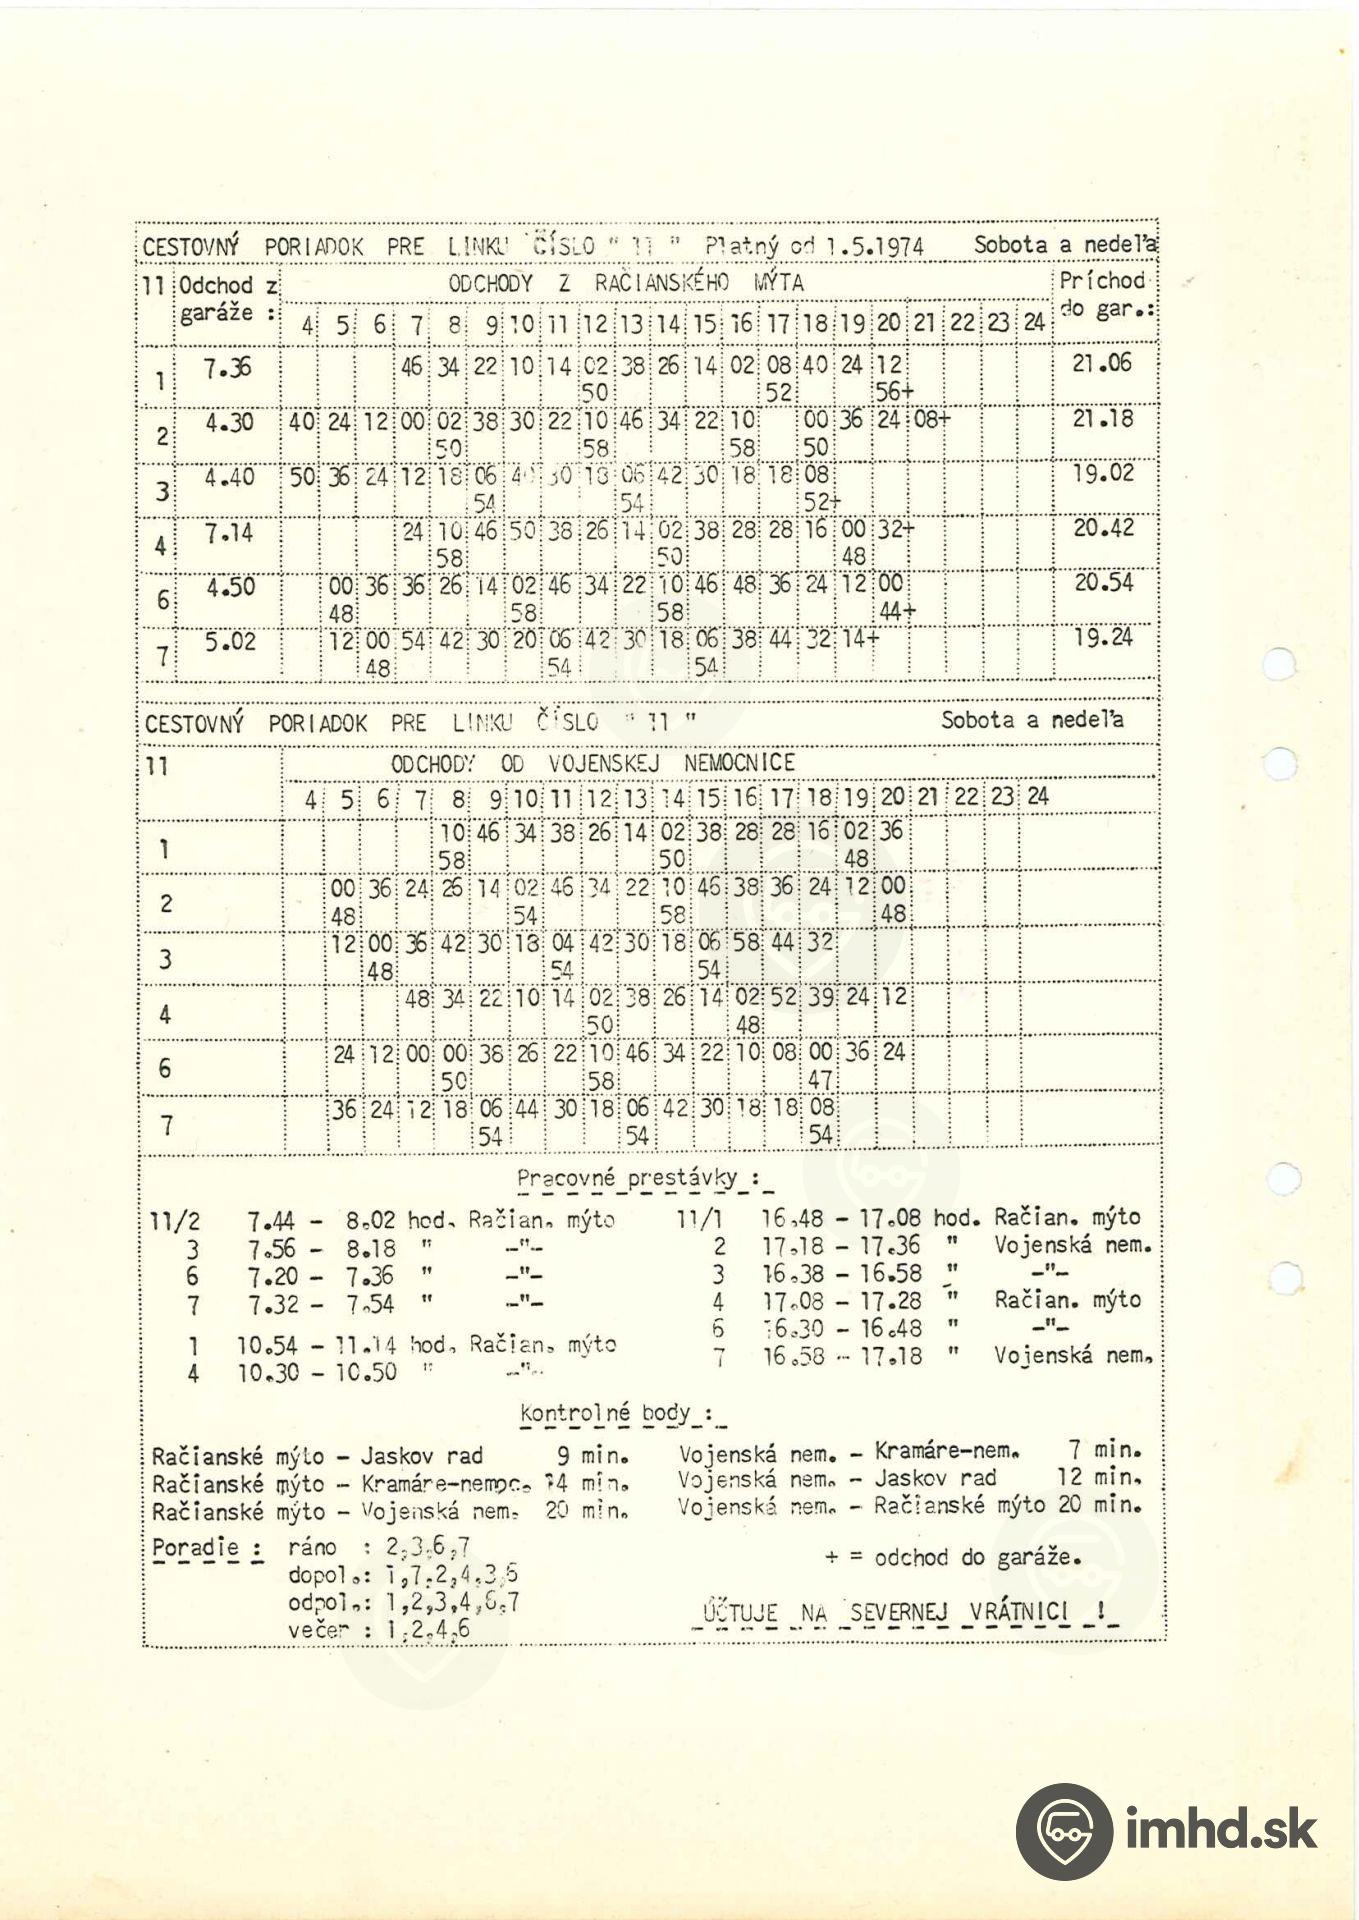 CESTOVNÝ PORIADOK PRE LINKU ČÍSLO " 11 " Platný od 1.5.1974 Sobota a nedeľa
11 Odchod z ODCHODY Z RAČIANSKÉHO MÝTA Príchod
garáže : 4 5 6 7 8 9 10 11 12 13 14 15 16 17 18 19 20 21 22 23 24 do gar.:
1 7.36 46 34 22 10 14 02 38 26 14 02 08 40 24 12 21.06
50 52 56+
2 4.30 40 24 12 00 02 38 30 22 10 46 34 22 10 00 36 24 08+ 21.18
50 58 58 50
3 4.40 50 36 24 12 18 06 30 18 06 42 30 18 18 08 19.02
54 54 52+
4 7.14 24 10 46 50 38 26 14 02 38 28 28 16 00 32+ 20.42
58 50 48
6 4.50 00 36 36 26 14 02 46 34 22 10 46 48 36 24 12 00 20.54
48 58 58 44+
7 5.02 12 00 54 42 30 20 06 42 30 18 06 38 44 32 14+ 19.24
48 54 54
CESTOVNÝ PORIADOK PRE LINKU ČÍSLO " 11 " Sobota a nedeľa
11 ODCHODY OD VOJENSKEJ NEMOCNICE
4 5 6 7 8 9 10 11 12 13 14 15 16 17 18 19 20 21 22 23 24
1 10 46 34 38 26 14 02 38 28 28 16 02 36
58 50 48
2 00 36 24 26 14 02 46 34 22 10 46 38 36 24 12 00
48 54 58 48
3 12 00 36 42 30 18 04 42 30 18 06 58 44 32
48 54 54
4 48 34 22 10 14 02 38 26 14 02 52 39 24 12
50 48
6 24 12 00 00 38 26 22 10 46 34 22 10 08 00 36 24
50 58 47
7 36 24 12 18 06 44 30 18 06 42 30 18 18 08
54 54 54
Pracovné prestávky :
11/2 7.44 – 8.02 hod. Račian. mýto 11/1 16.48 – 17.08 hod. Račian. mýto
3 7.56 – 8.18 " –"– 2 17.18 – 17.36 " Vojenská nem.
6 7.20 – 7.36 " –"– 3 16.38 – 16.58 " –"–
7 7.32 – 7.54 " –"– 4 17.08 – 17.28 " Račian. mýto
1 10.54 – 11.14 hod. Račian. mýto 6 16.30 – 16.48 " –"–
4 10.30 – 10.50 " –"– 7 16.58 – 17.18 " Vojenská nem.
Kontrolné body :
Račianské mýto – Jaskov rad 9 min. Vojenská nem. – Kramáre–nem. 7 min.
Račianské mýto – Kramáre–nemoc. 14 min. Vojenská nem. – Jaskov rad 12 min.
Račianské mýto – Vojenská nem. 20 min. Vojenská nem. – Račianské mýto 20 min.
Poradie : ráno : 2,3,6,7
+ = odchod do garáže.
dopol.: 1,7,2,4,3,6
odpol.: 1,2,3,4,6,7
ÚČTUJE NA SEVERNEJ VRÁTNICI !
večer : 1,2,4,6
imhd.sk